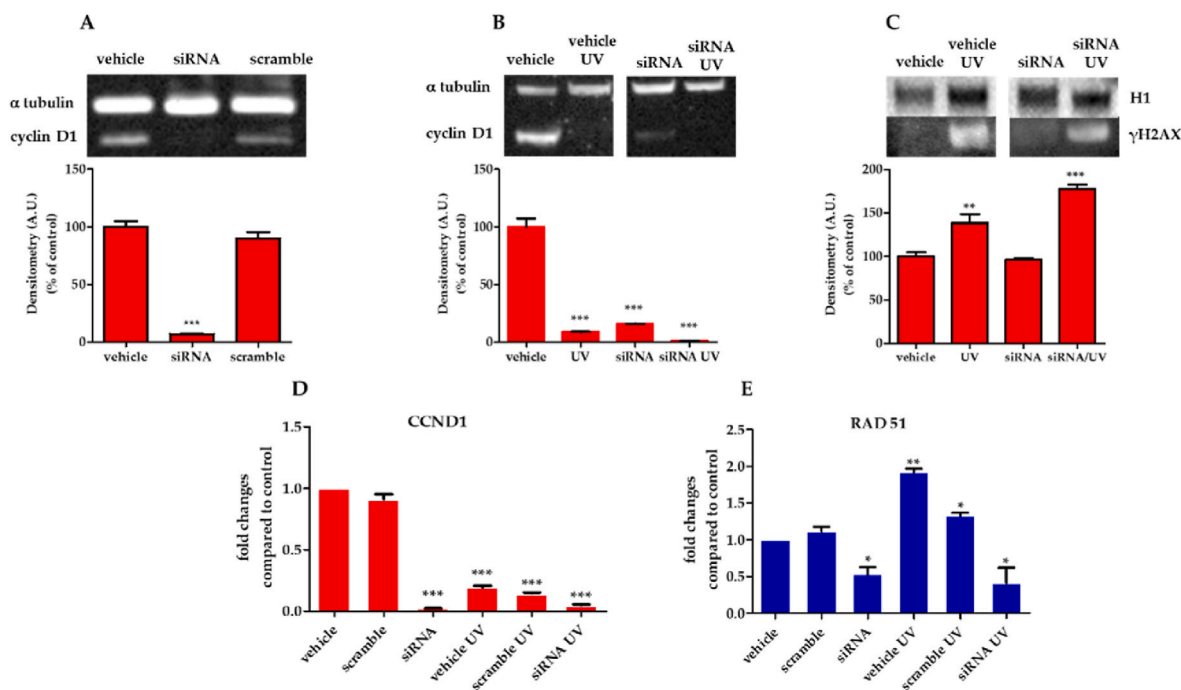 A
vehicle siRNA scramble
α tubulin
cyclin D1
Densitometry (A.U.)
(% of control)
150
100
50
0
***
vehicle siRNA scramble
B
vehicle vehicle UV siRNA siRNA UV
α tubulin
cyclin D1
Densitometry (A.U.)
(% of control)
150
100
50
0
*** *** ***
vehicle UV siRNA siRNA UV
C
vehicle vehicle UV siRNA siRNA UV
H1
γH2AX
Densitometry (A.U.)
(% of control)
200
150
100
50
0
** ***
vehicle UV siRNA siRNA/UV
D
CCND1
fold changes
compared to control
1.5
1.0
0.5
0.0
*** *** *** ***
vehicle scramble siRNA vehicle UV scramble UV siRNA UV
E
RAD 51
fold changes
compared to control
2.5
2.0
1.5
1.0
0.5
0.0
* ** * *
vehicle scramble siRNA vehicle UV scramble UV siRNA UV